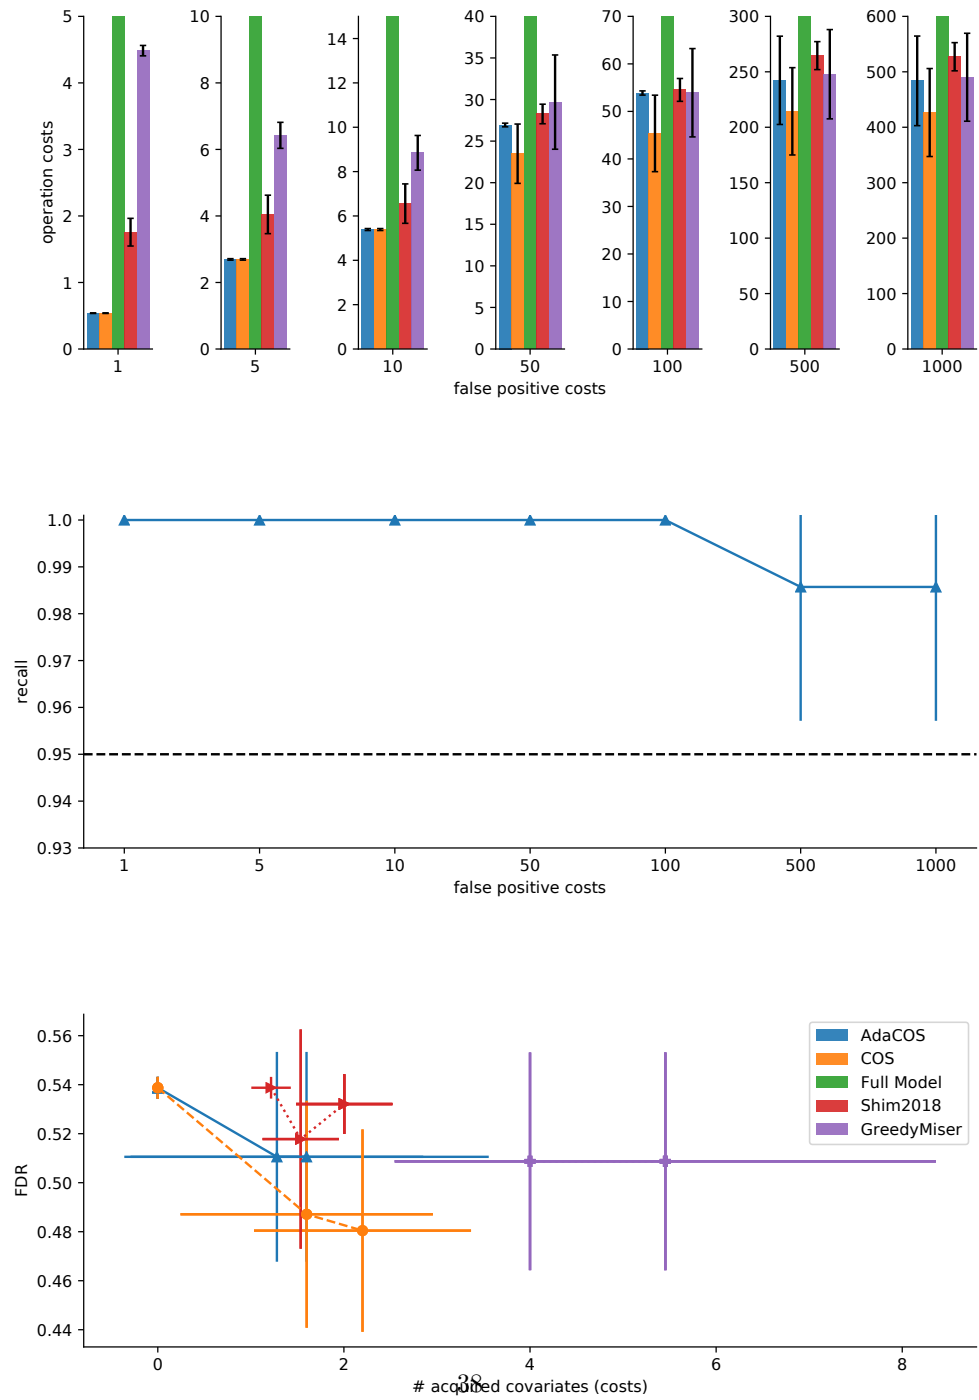 5 10 14 40 70 300 600
4 8 12 35 60 250 500
3 6 10 30 50 200 400
2 4 8 25 40 150 300
1 2 6 20 30 100 200
0 0 4 15 20 50 100
2 10 10 0 0
0 5 0
0
operation costs
1 5 10 50 100 500 1000
false positive costs
1.0
0.99
0.98
0.97
0.96
0.95
0.94
0.93
recall
1 5 10 50 100 500 1000
false positive costs
0.56
0.54
0.52
0.50
0.48
0.46
0.44
FDR
AdaCOS
COS
Full Model
Shim2018
GreedyMiser
0 2 4 6 8
# acquired covariates (costs)
38